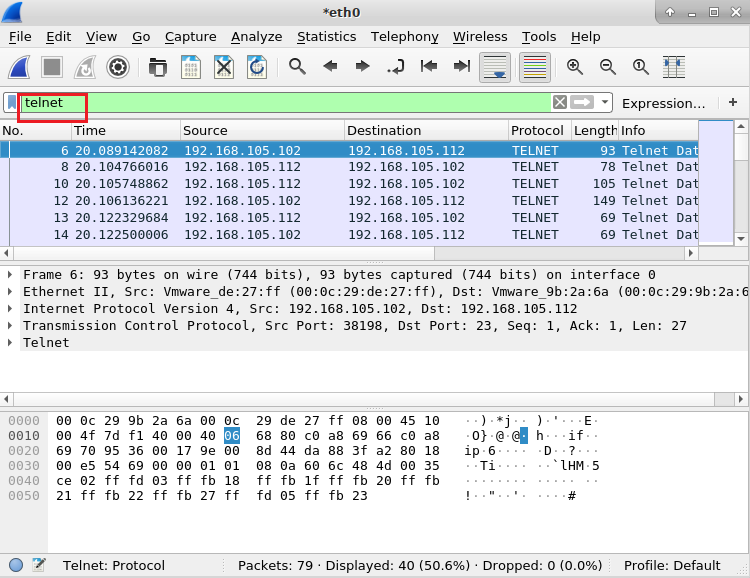 *eth0
File Edit View Go Capture Analyze Statistics Telephony Wireless Tools Help
telnet Expression… +
No. Time Source Destination Protocol Length Info
6 20.089142082 192.168.105.102 192.168.105.112 TELNET 93 Telnet Dat
8 20.104766016 192.168.105.112 192.168.105.102 TELNET 78 Telnet Dat
10 20.105748862 192.168.105.112 192.168.105.102 TELNET 105 Telnet Dat
12 20.106136221 192.168.105.102 192.168.105.112 TELNET 149 Telnet Dat
13 20.122329684 192.168.105.112 192.168.105.102 TELNET 69 Telnet Dat
14 20.122500006 192.168.105.102 192.168.105.112 TELNET 69 Telnet Dat
Frame 6: 93 bytes on wire (744 bits), 93 bytes captured (744 bits) on interface 0
Ethernet II, Src: Vmware_de:27:ff (00:0c:29:de:27:ff), Dst: Vmware_9b:2a:6a (00:0c:29:9b:2a:6
Internet Protocol Version 4, Src: 192.168.105.102, Dst: 192.168.105.112
Transmission Control Protocol, Src Port: 38198, Dst Port: 23, Seq: 1, Ack: 1, Len: 27
Telnet
0000 00 0c 29 9b 2a 6a 00 0c 29 de 27 ff 08 00 45 10 ··)·*j·· )·'···E·
0010 00 4f 7d f1 40 00 40 06 68 80 c0 a8 69 66 c0 a8 ·O}·@·@· h···if··
0020 69 70 95 36 00 17 9e 00 8d 44 da 88 3f a2 80 18 ip·6···· ·D··?···
0030 00 e5 54 69 00 00 01 01 08 0a 60 6c 48 4d 00 35 ··Ti···· ··`lHM·5
0040 ce 02 ff fd 03 ff fb 18 ff fb 1f ff fb 20 ff fb ········ ····· ··
0050 21 ff fb 22 ff fb 27 ff fd 05 ff fb 23 !··"··'· ····#
Telnet: Protocol Packets: 79 · Displayed: 40 (50.6%) · Dropped: 0 (0.0%) Profile: Default